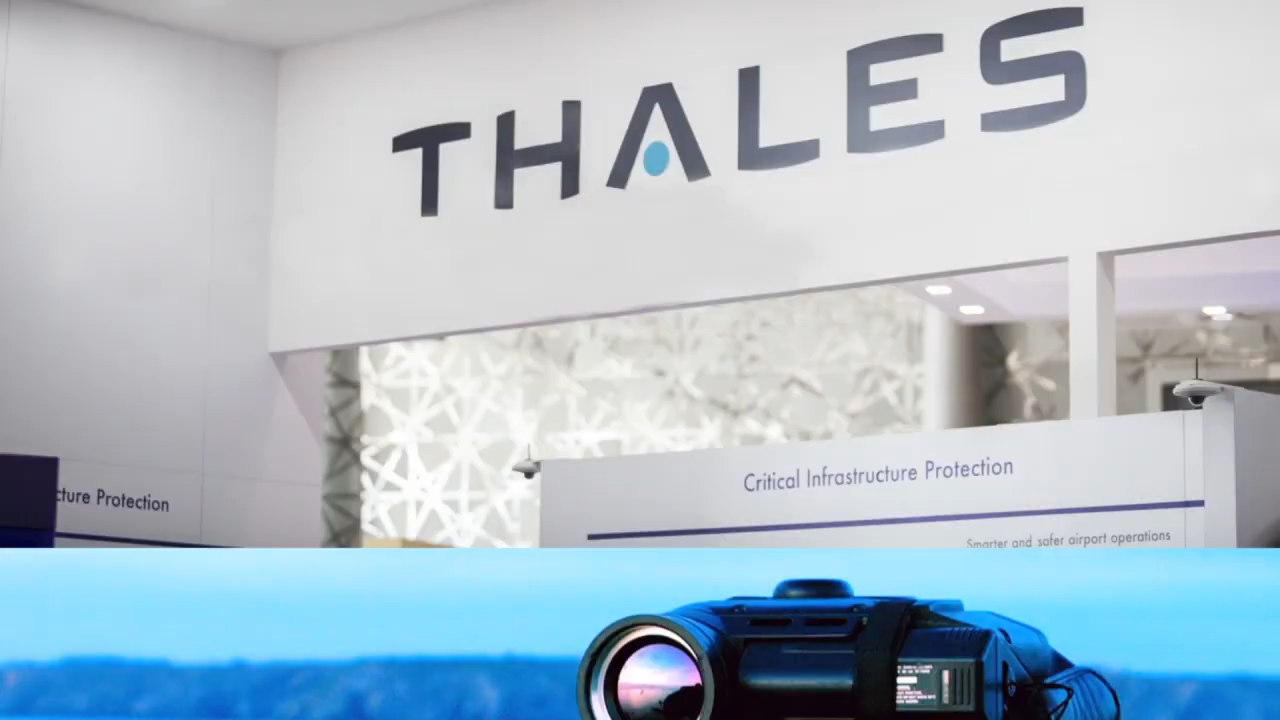 THALES
Critical Infrastructure Protection
cture Protection
Smarter and safer airport operations